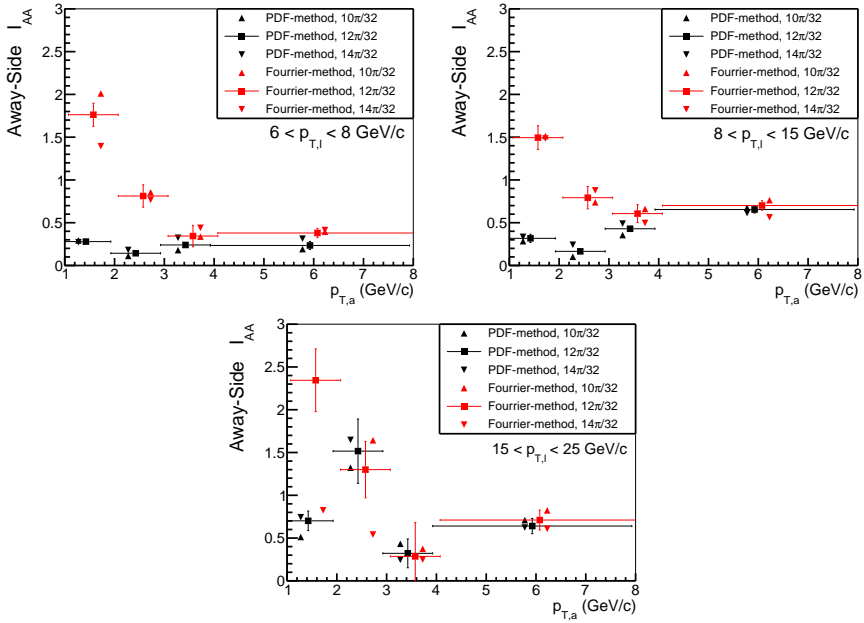 Away-Side I_AA
3
2.5
2
1.5
1
0.5
0
PDF-method, 10π/32
PDF-method, 12π/32
PDF-method, 14π/32
Fourrier-method, 10π/32
Fourrier-method, 12π/32
Fourrier-method, 14π/32
6 < p_T,l < 8 GeV/c
1 2 3 4 5 6 7 8
p_T,a (GeV/c)
Away-Side I_AA
3
2.5
2
1.5
1
0.5
0
PDF-method, 10π/32
PDF-method, 12π/32
PDF-method, 14π/32
Fourrier-method, 10π/32
Fourrier-method, 12π/32
Fourrier-method, 14π/32
8 < p_T,l < 15 GeV/c
1 2 3 4 5 6 7 8
p_T,a (GeV/c)
Away-Side I_AA
3
2.5
2
1.5
1
0.5
0
PDF-method, 10π/32
PDF-method, 12π/32
PDF-method, 14π/32
Fourrier-method, 10π/32
Fourrier-method, 12π/32
Fourrier-method, 14π/32
15 < p_T,l < 25 GeV/c
1 2 3 4 5 6 7 8
p_T,a (GeV/c)